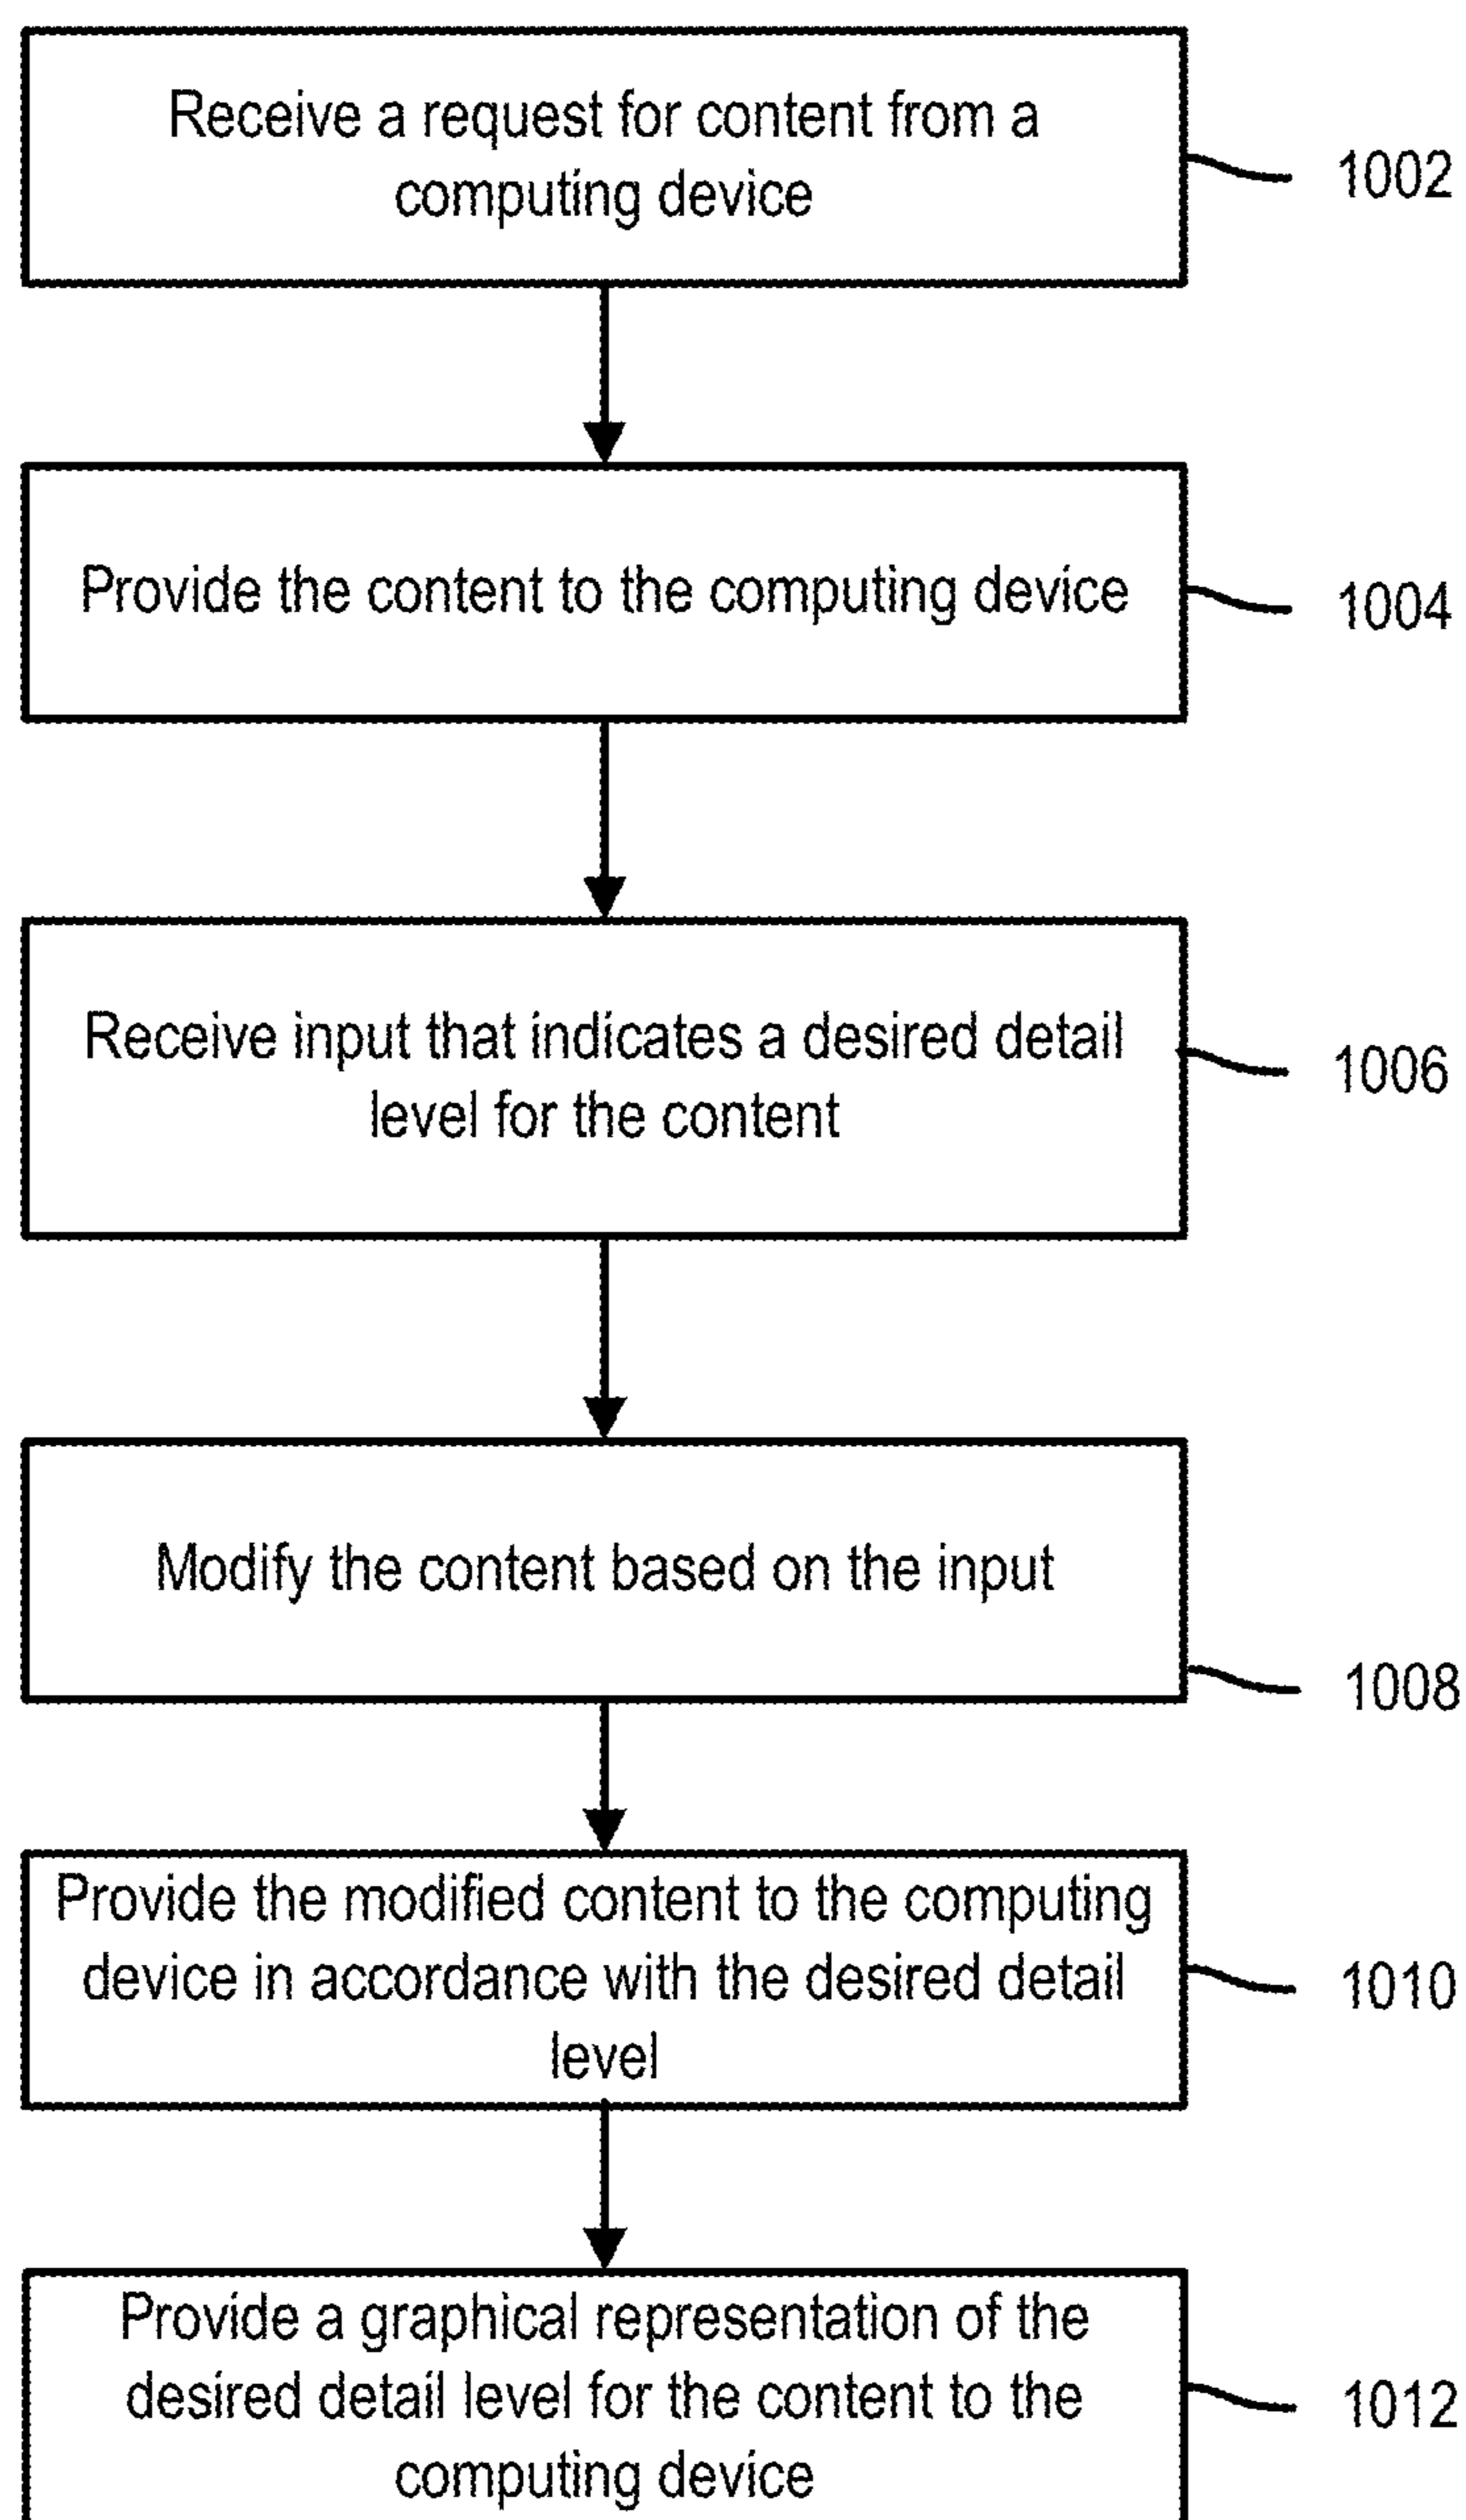 Receive a request for content from a
computing device
1002
Provide the content to the computing device
1004
Receive input that indicates a desired detail
level for the content
1006
Modify the content based on the input
1008
Provide the modified content to the computing
device in accordance with the desired detail
level
1010
Provide a graphical representation of the
desired detail level for the content to the
computing device
1012